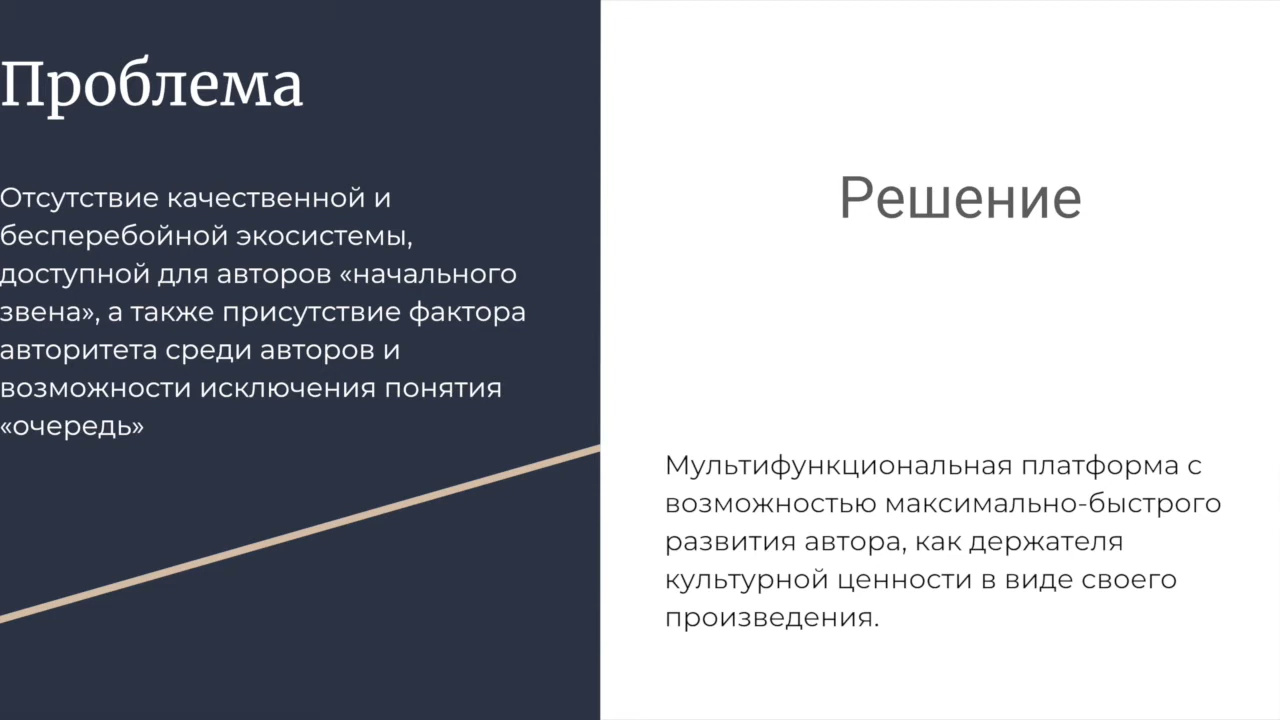 Проблема
Отсутствие качественной и
бесперебойной экосистемы,
доступной для авторов «начального
звена», а также присутствие фактора
авторитета среди авторов и
возможности исключения понятия
«очередь»
Решение
Мультифункциональная платформа с
возможностью максимально-быстрого
развития автора, как держателя
культурной ценности в виде своего
произведения.